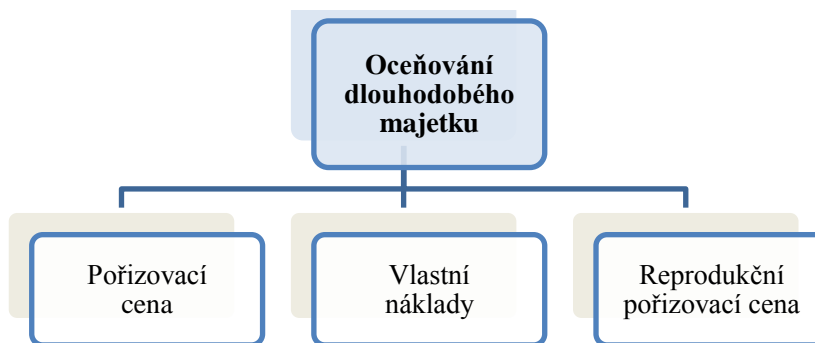 Oceňování
dlouhodobého
majetku
Pořizovací
cena
Vlastní
náklady
Reprodukční
pořizovací cena